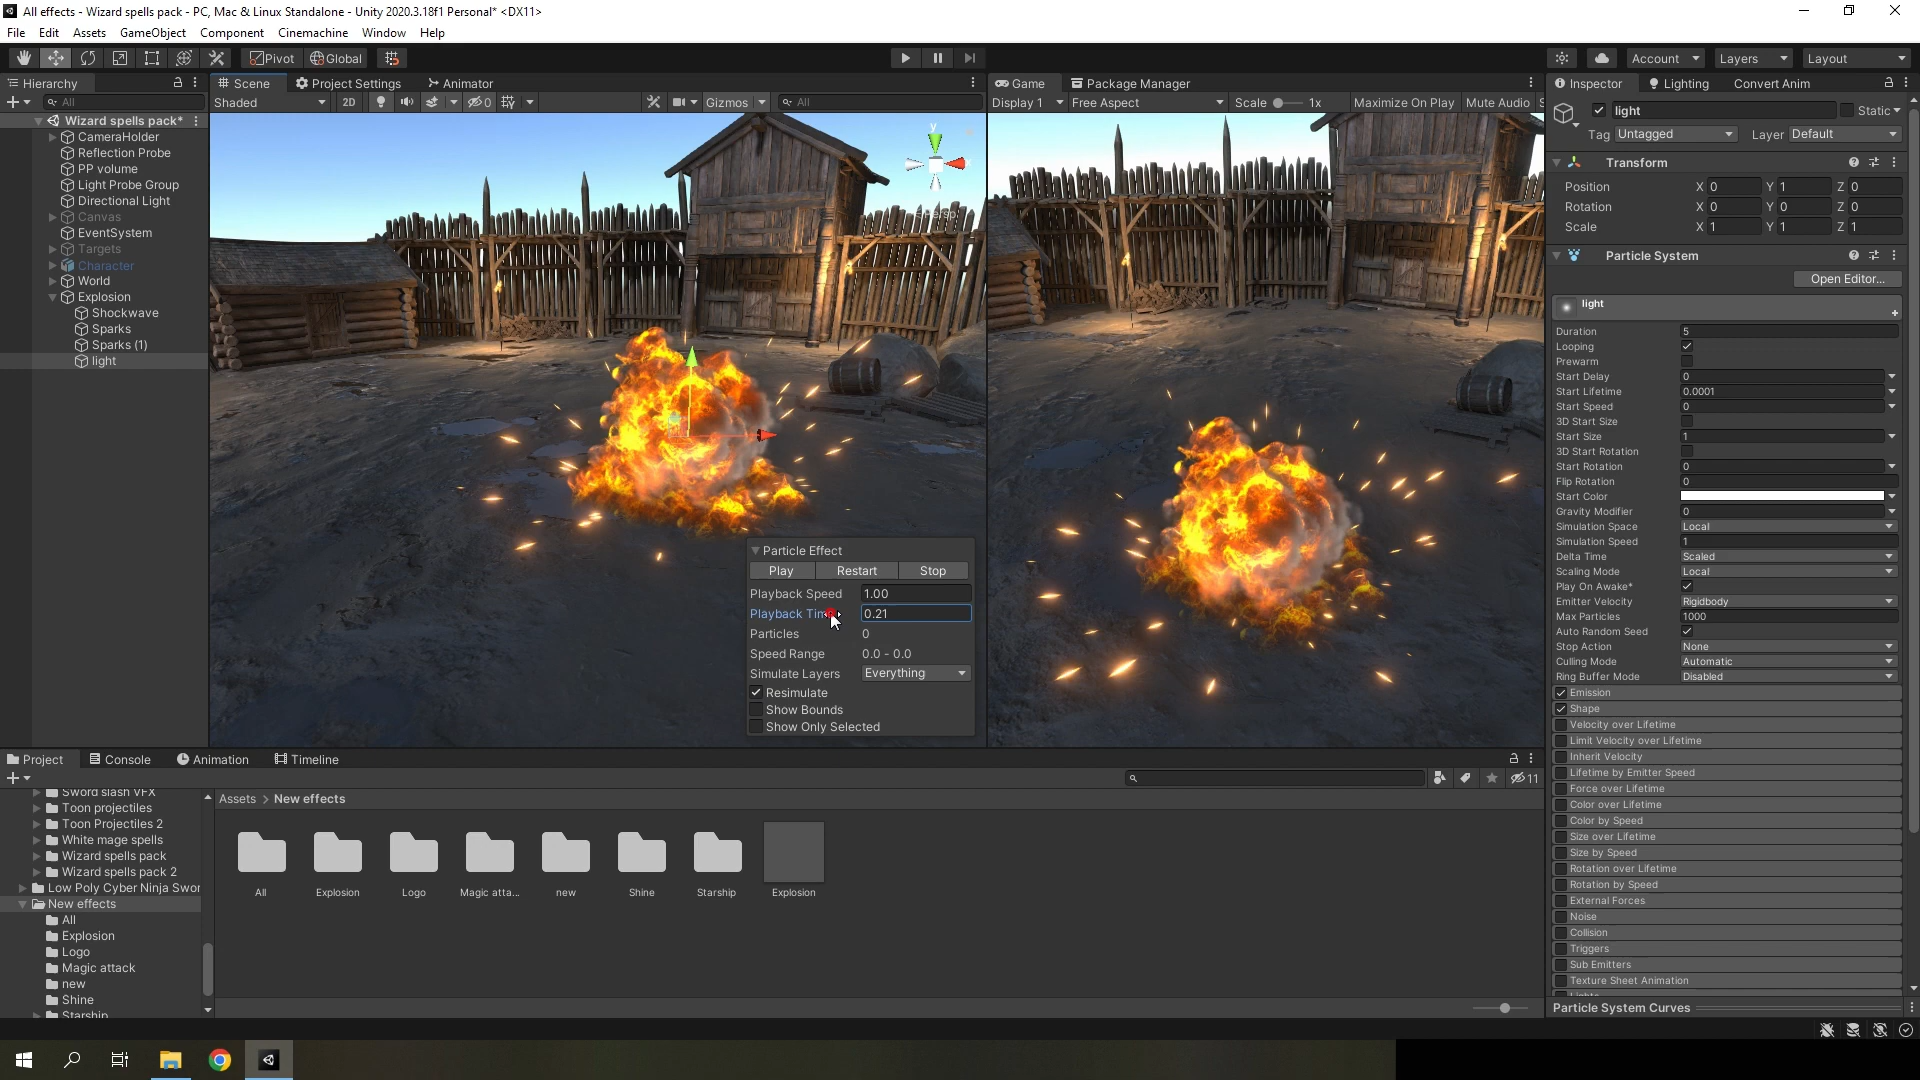 All effects - Wizard spells pack - PC, Mac & Linux Standalone - Unity 2020.3.18f1 Personal* <DX11>
File Edit Assets GameObject Component Cinemachine Window Help
Pivot Global Account Layers Layout
Hierarchy Scene Project Settings Animator Game Package Manager Inspector Lighting Convert Anim
All Shaded 2D 0 Gizmos All Display 1 Free Aspect Scale 1x Maximize On Play Mute Audio S
Wizard spells pack*
CameraHolder
Reflection Probe
PP volume
Light Probe Group
Directional Light
Canvas
EventSystem
Targets
Character
World
Explosion
Shockwave
Sparks
Sparks (1)
light
y
x
Persp
Particle Effect
Play Restart Stop
Playback Speed 1.00
Playback Tim 0.21
Particles 0
Speed Range 0.0 - 0.0
Simulate Layers Everything
Resimulate
Show Bounds
Show Only Selected
light Static
Tag Untagged Layer Default
Transform
Position X 0 Y 1 Z 0
Rotation X 0 Y 0 Z 0
Scale X 1 Y 1 Z 1
Particle System
Open Editor...
light
Duration 5
Looping
Prewarm
Start Delay 0
Start Lifetime 0.0001
Start Speed 0
3D Start Size
Start Size 1
3D Start Rotation
Start Rotation 0
Flip Rotation 0
Start Color
Gravity Modifier 0
Simulation Space Local
Simulation Speed 1
Delta Time Scaled
Scaling Mode Local
Play On Awake*
Emitter Velocity Rigidbody
Max Particles 1000
Auto Random Seed
Stop Action None
Culling Mode Automatic
Ring Buffer Mode Disabled
Emission
Shape
Velocity over Lifetime
Limit Velocity over Lifetime
Inherit Velocity
Lifetime by Emitter Speed
Force over Lifetime
Color over Lifetime
Color by Speed
Size over Lifetime
Size by Speed
Rotation over Lifetime
Rotation by Speed
External Forces
Noise
Collision
Triggers
Sub Emitters
Texture Sheet Animation
Lights
Particle System Curves
Project Console Animation Timeline
11
Sword slash VFX
Toon projectiles
Toon Projectiles 2
White mage spells
Wizard spells pack
Wizard spells pack 2
Low Poly Cyber Ninja Swor
New effects
All
Explosion
Logo
Magic attack
new
Shine
Starship
Assets > New effects
All Explosion Logo Magic atta... new Shine Starship Explosion